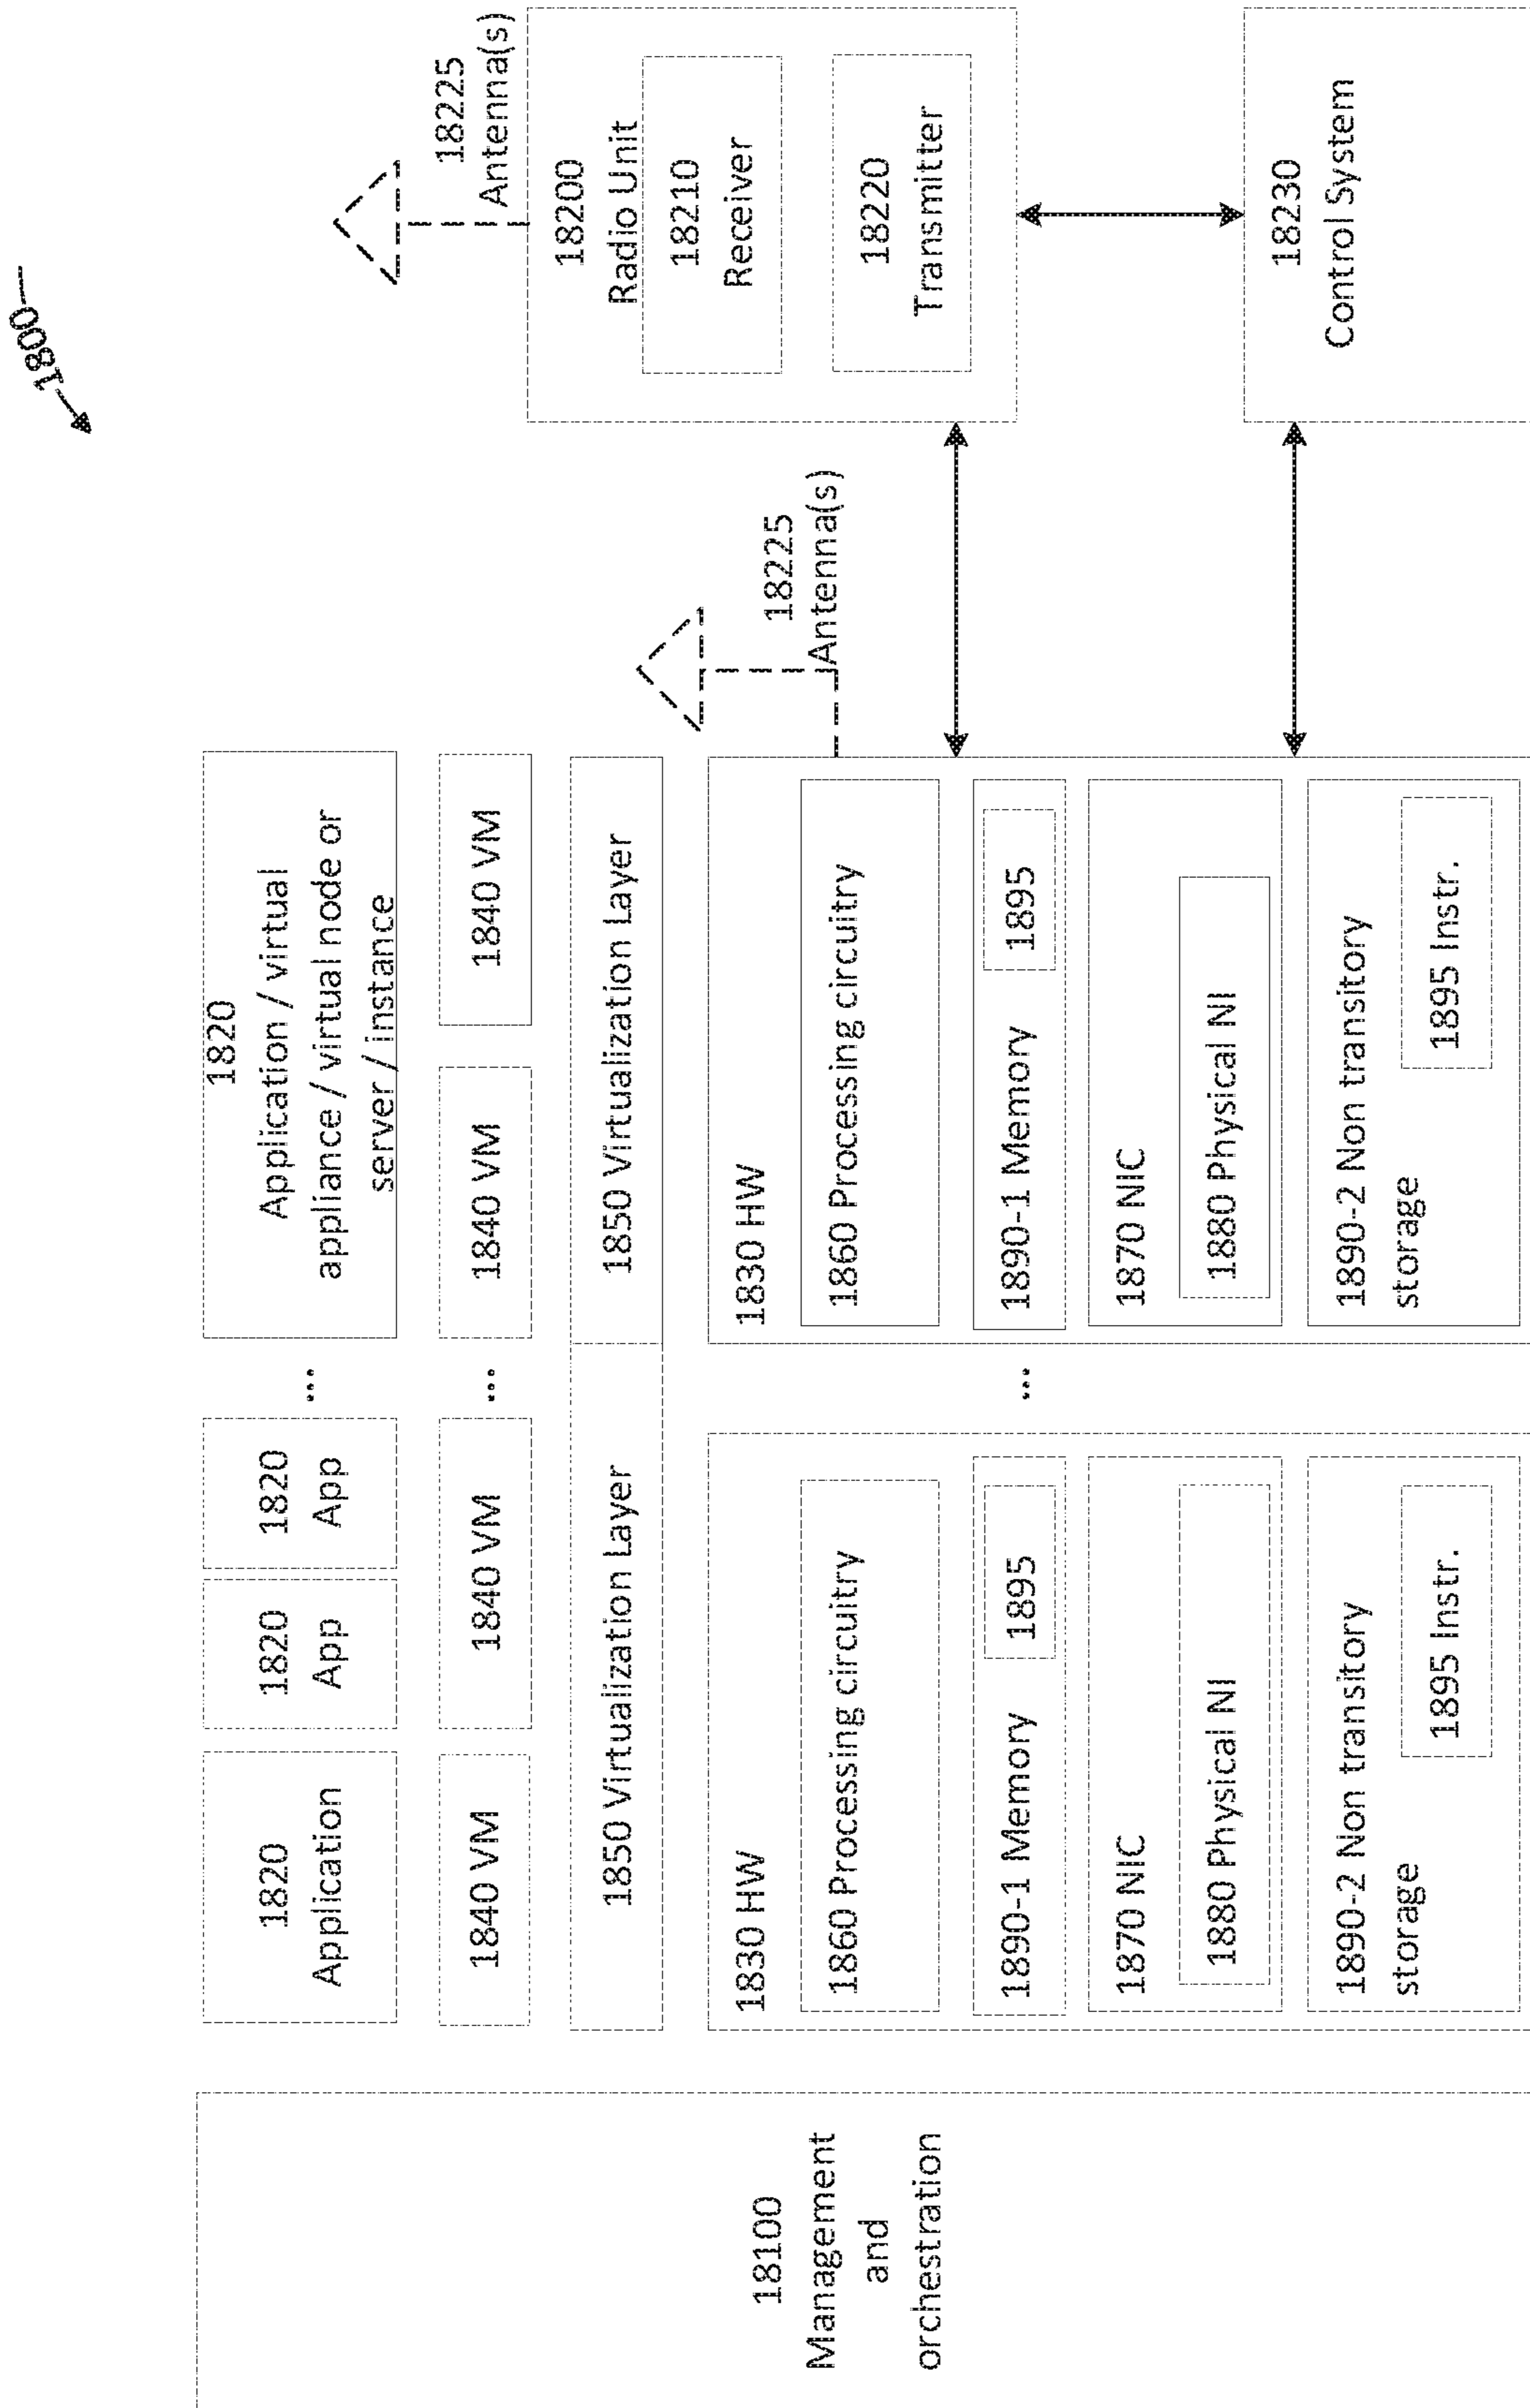 1800
18100
Management
and
orchestration
1820
Application
1820
App
1820
App
...
1820
Application / virtual
appliance / virtual node or
server / instance
1840 VM
1840 VM
...
1840 VM
1840 VM
1850 Virtualization Layer
1850 Virtualization Layer
1830 HW
1860 Processing circuitry
1890-1 Memory
1895
1870 NIC
1880 Physical NI
1890-2 Non transitory
storage
1895 Instr.
...
1830 HW
1860 Processing circuitry
1890-1 Memory
1895
1870 NIC
1880 Physical NI
1890-2 Non transitory
storage
1895 Instr.
18225
Antenna(s)
18225
Antenna(s)
18200
Radio Unit
18210
Receiver
18220
Transmitter
18230
Control System